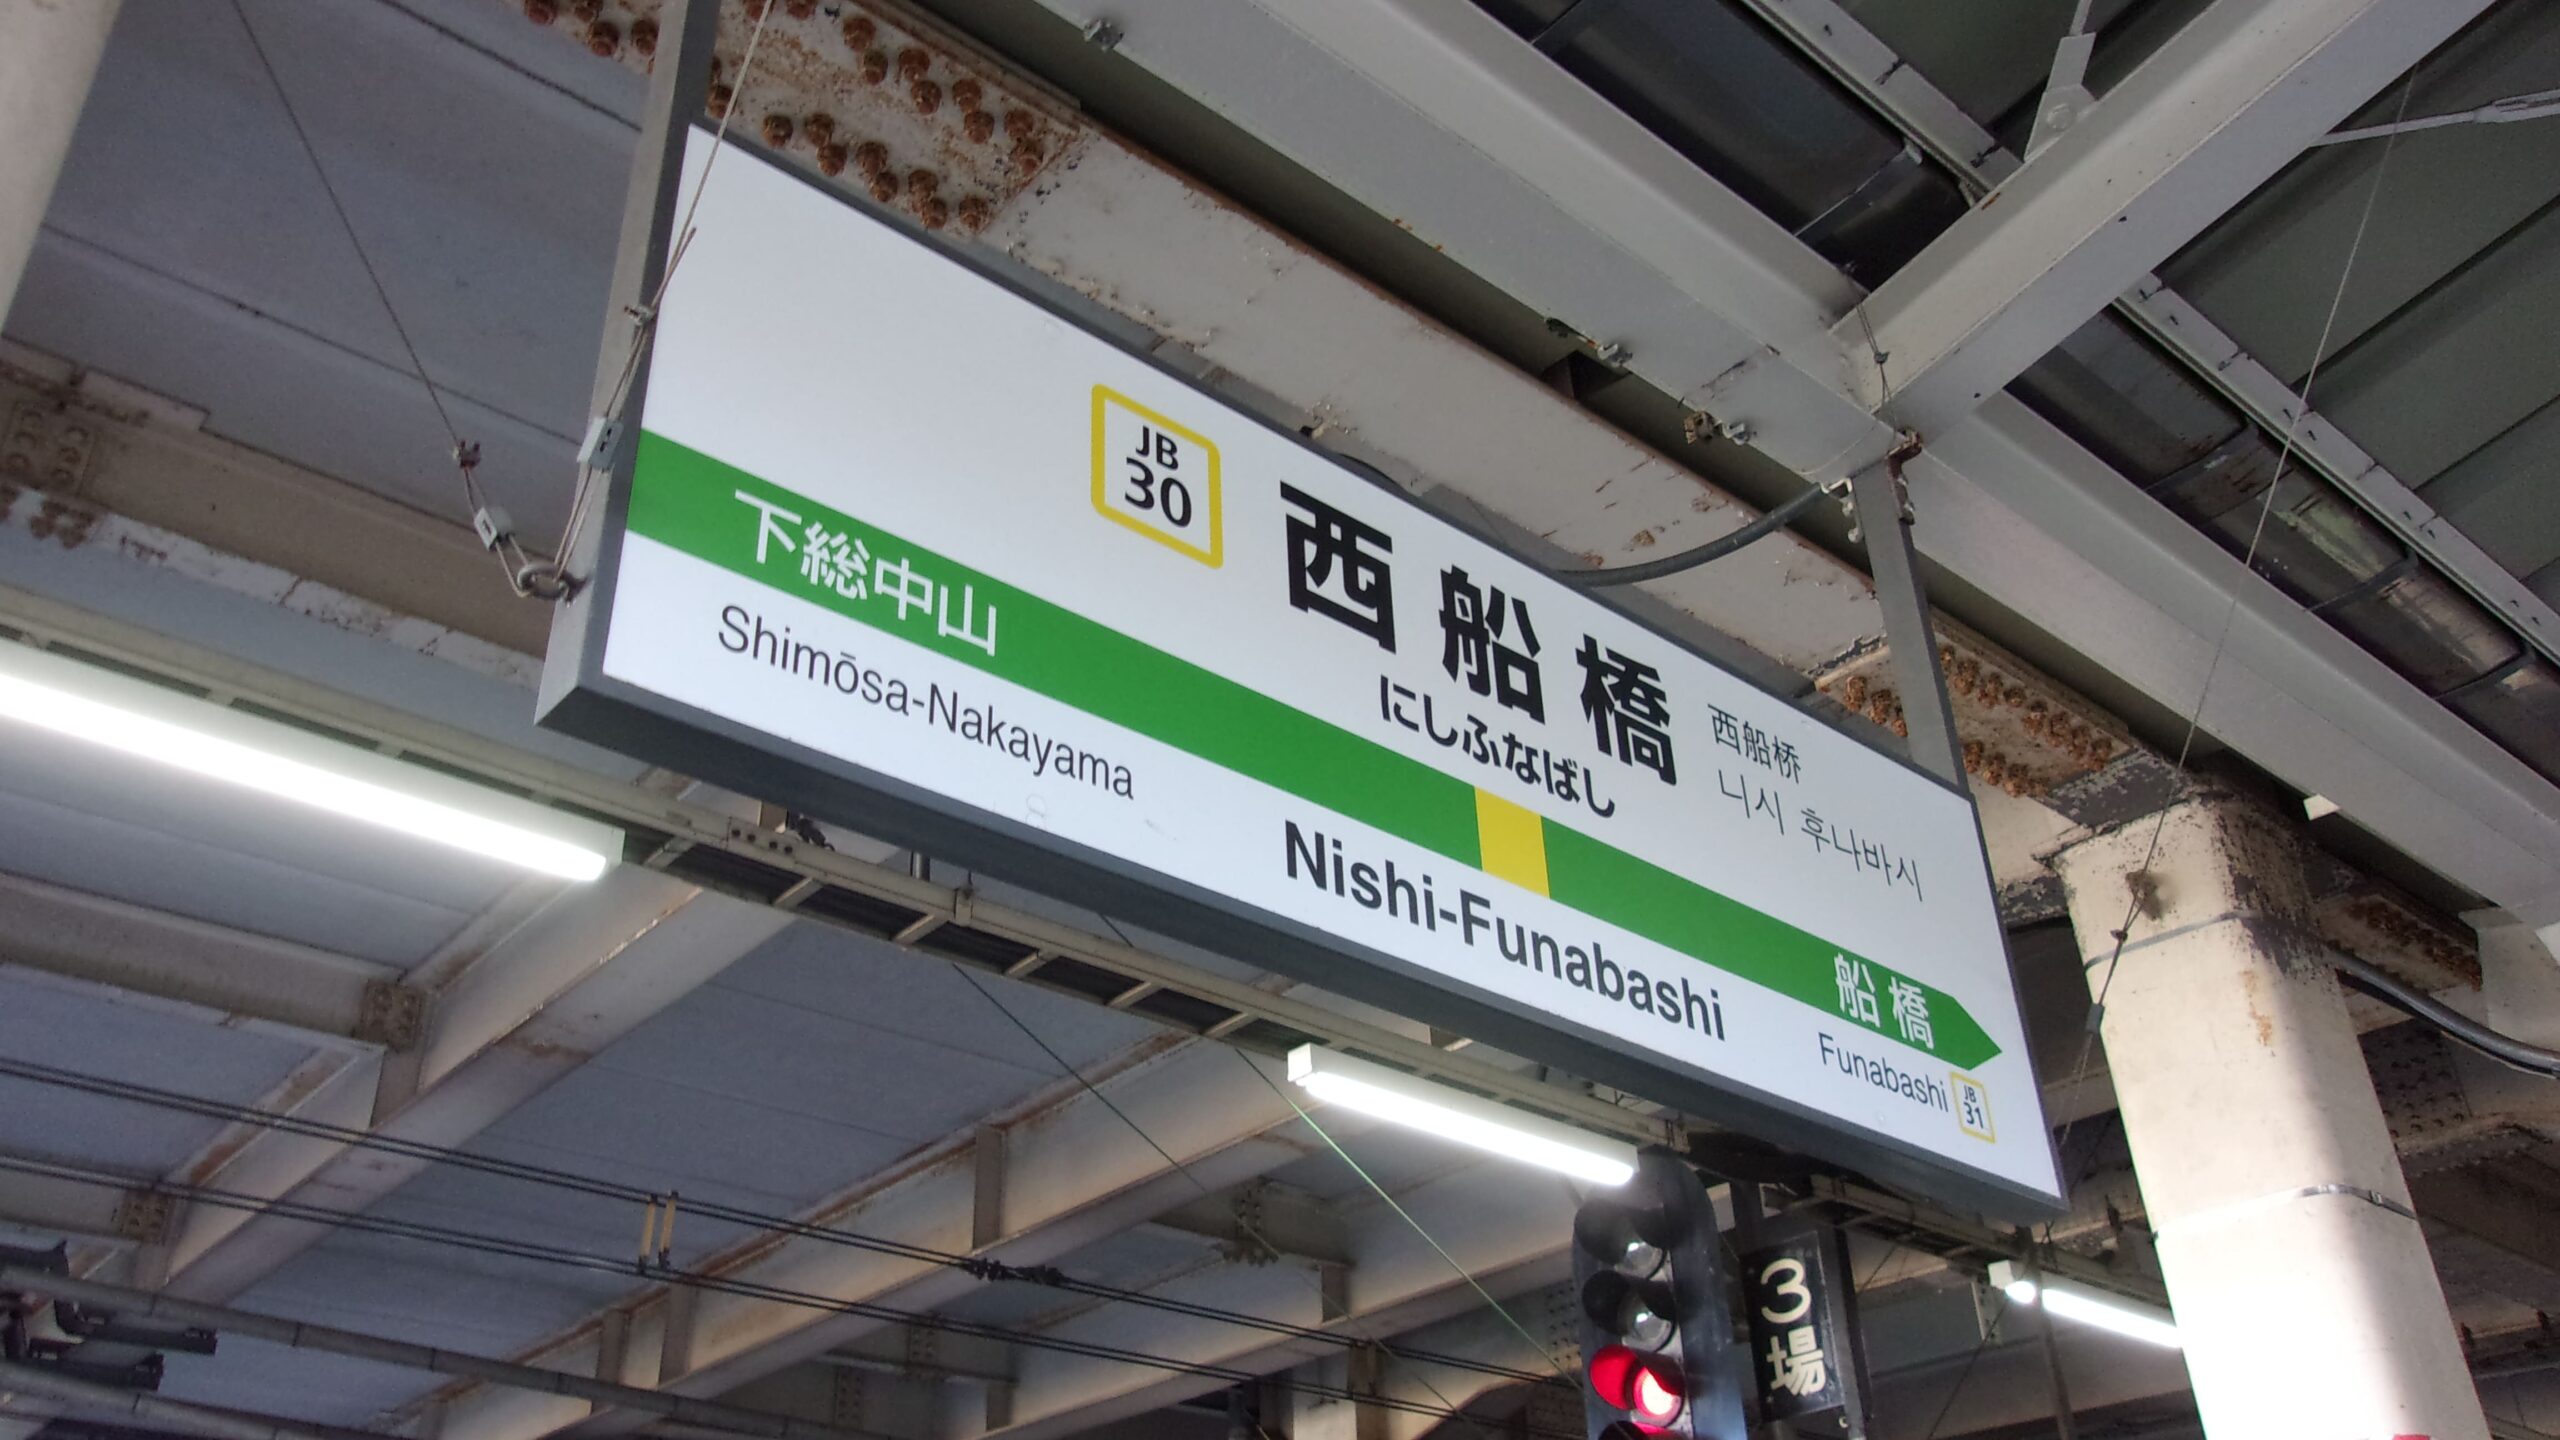 JB
30
西船橋
にしふなばし
西船桥
니시 후나바시
下総中山
船橋
Shimōsa-Nakayama
Nishi-Funabashi
Funabashi
JB
31
3
場